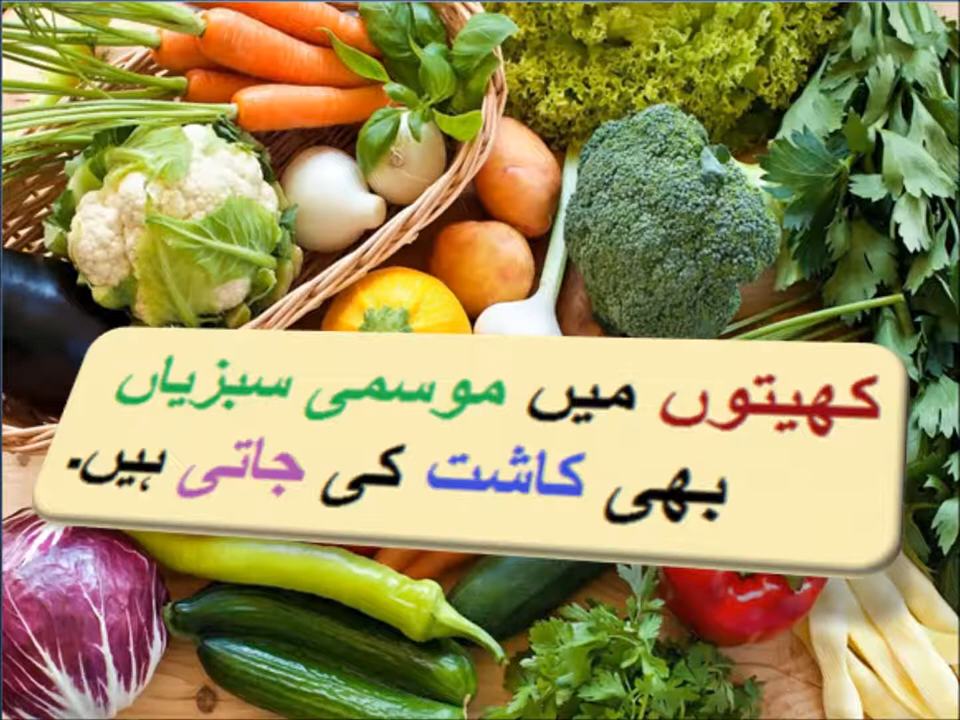 کھیتوں میں موسمی سبزیاں
بھی کاشت کی جاتی ہیں۔